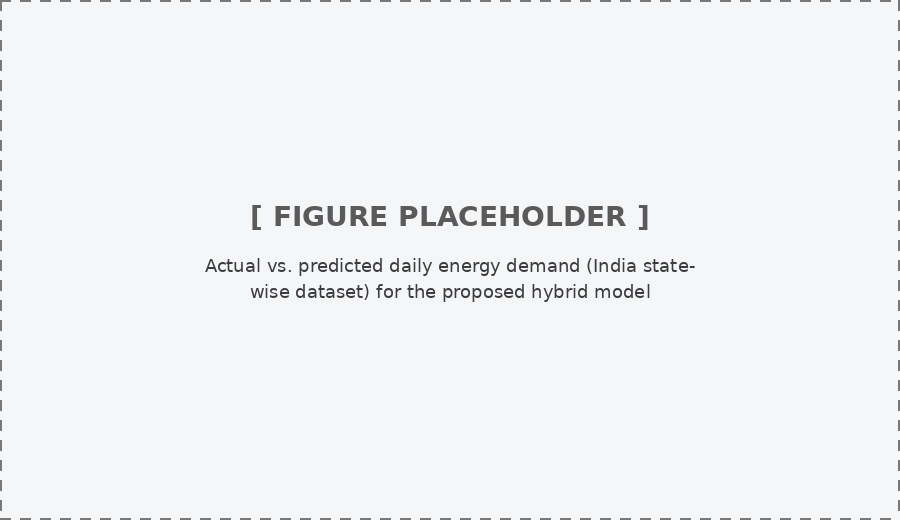 [ FIGURE PLACEHOLDER ]
Actual vs. predicted daily energy demand (India state-
wise dataset) for the proposed hybrid model